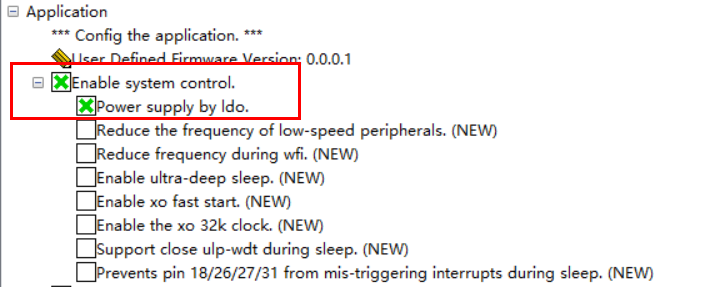 Application
*** Config the application. ***
User Defined Firmware Version: 0.0.0.1
Enable system control.
Power supply by ldo.
Reduce the frequency of low-speed peripherals. (NEW)
Reduce frequency during wfi. (NEW)
Enable ultra-deep sleep. (NEW)
Enable xo fast start. (NEW)
Enable the xo 32k clock. (NEW)
Support close ulp-wdt during sleep. (NEW)
Prevents pin 18/26/27/31 from mis-triggering interrupts during sleep. (NEW)